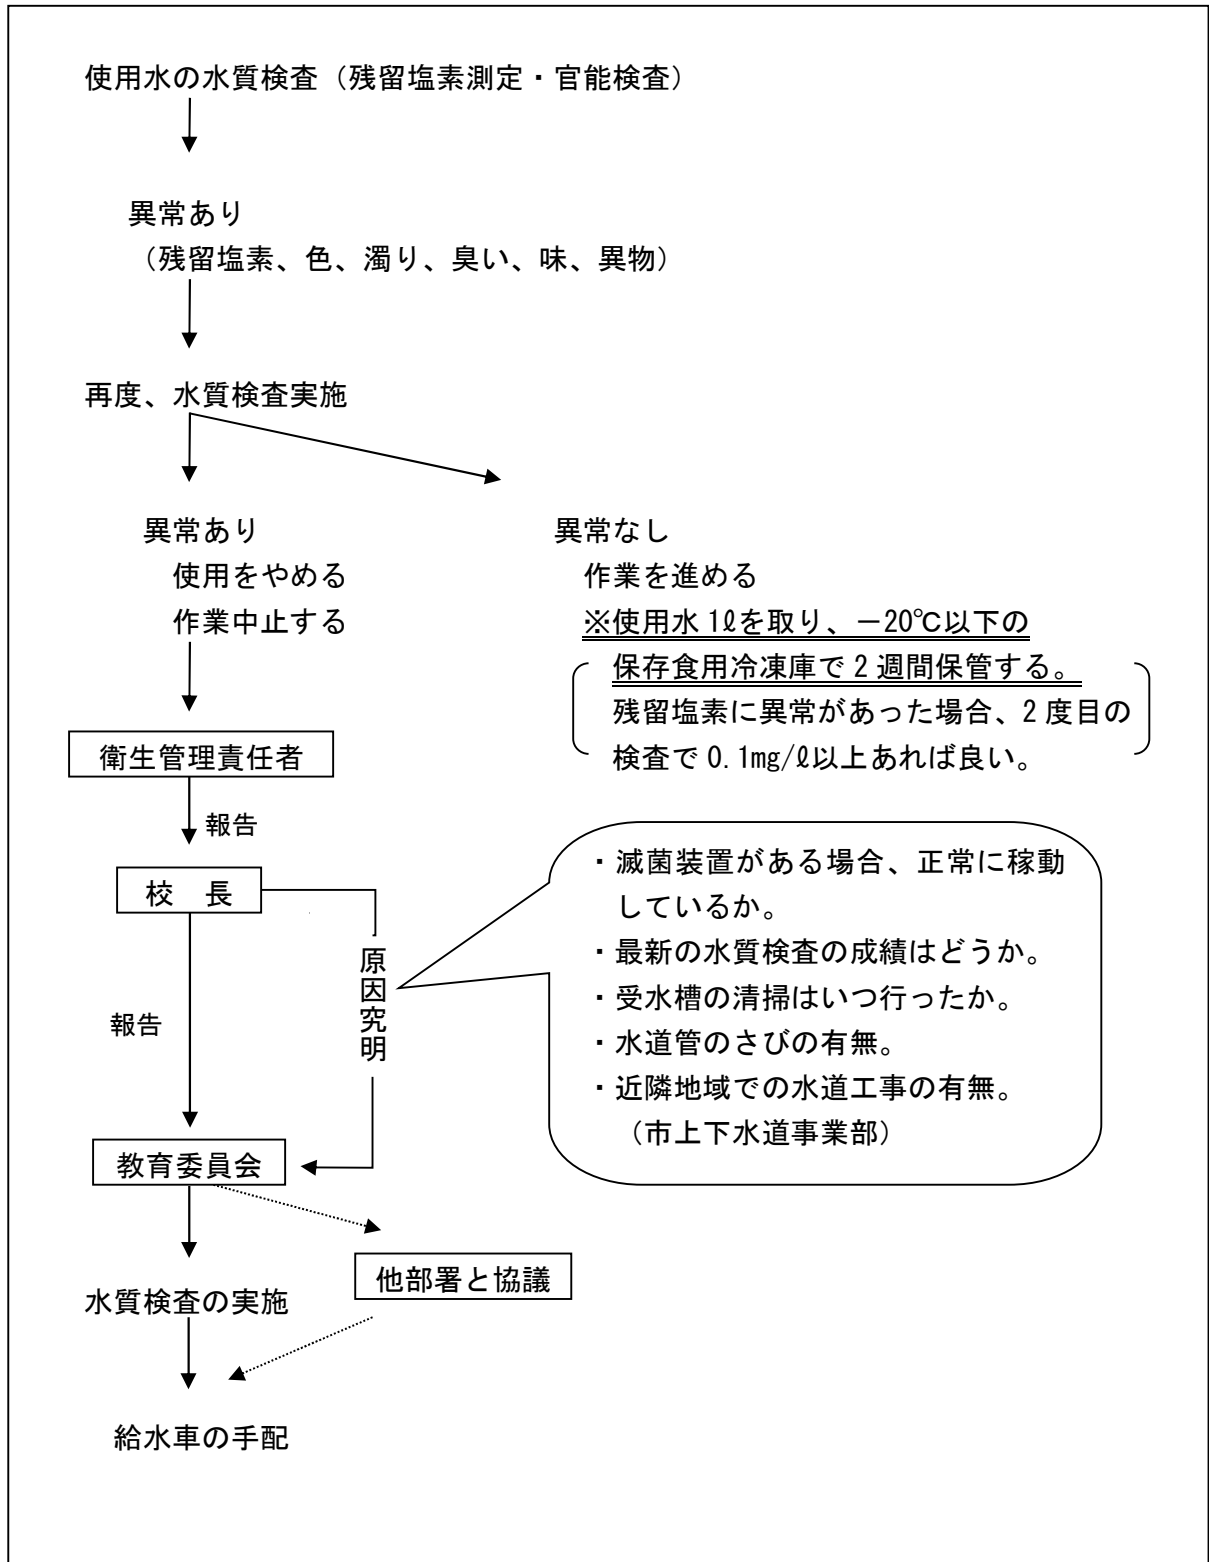 使用水の水質検査（残留塩素測定・官能検査）
異常あり
（残留塩素、色、濁り、臭い、味、異物）
再度、水質検査実施
異常あり
使用をやめる
作業中止する
異常なし
作業を進める
※使用水 1ℓを取り、－20℃以下の
保存食用冷凍庫で 2 週間保管する。
残留塩素に異常があった場合、2 度目の
検査で 0.1mg/ℓ以上あれば良い。
衛生管理責任者
報告
校　長
原因究明
・滅菌装置がある場合、正常に稼動
しているか。
・最新の水質検査の成績はどうか。
・受水槽の清掃はいつ行ったか。
・水道管のさびの有無。
・近隣地域での水道工事の有無。
（市上下水道事業部）
報告
教育委員会
他部署と協議
水質検査の実施
給水車の手配